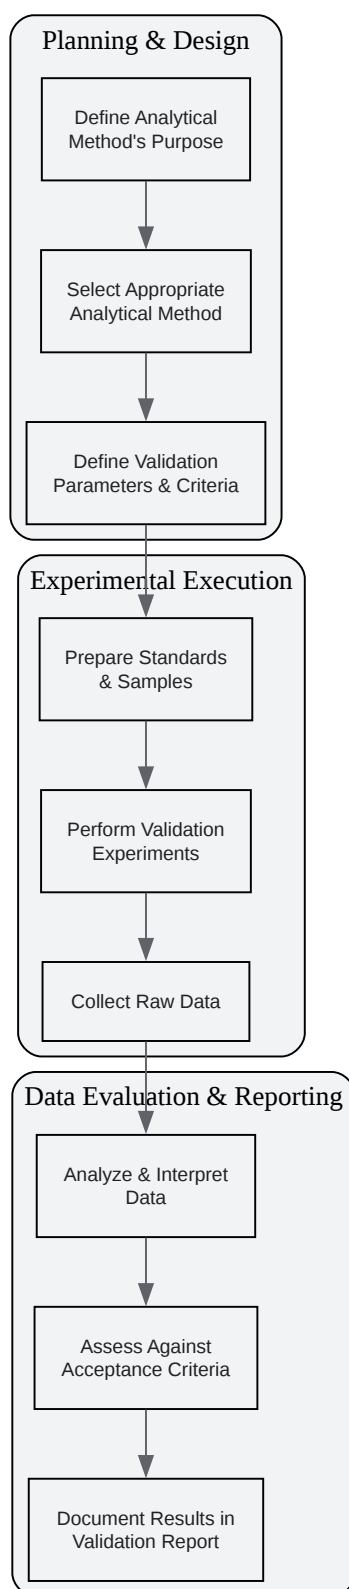 Planning & Design
Define Analytical
Method's Purpose
Select Appropriate
Analytical Method
Define Validation
Parameters & Criteria
Experimental Execution
Prepare Standards
& Samples
Perform Validation
Experiments
Collect Raw Data
Data Evaluation & Reporting
Analyze & Interpret
Data
Assess Against
Acceptance Criteria
Document Results in
Validation Report